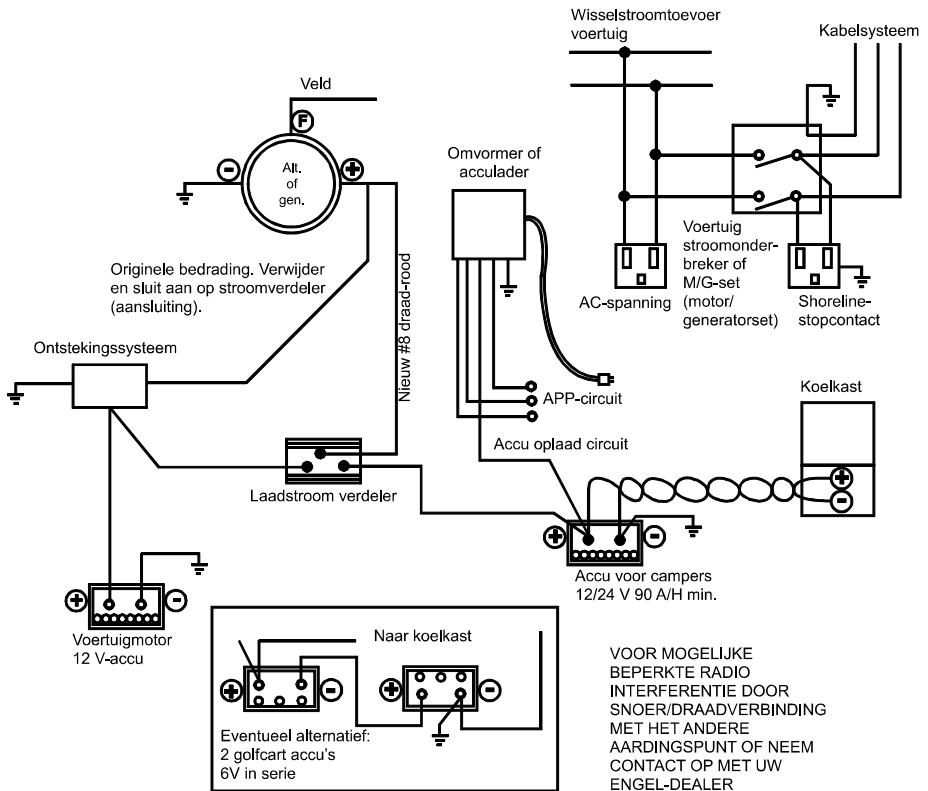 Wisselstroomtoevoer
voertuig
Kabelsysteem
Veld
F
Alt.
of
gen.
Omvormer of
acculader
Originele bedrading. Verwijder
en sluit aan op stroomverdeler
(aansluiting).
Nieuw #8 draad-rood
AC-spanning
Voertuig
stroomonder-
breker of
M/G-set
(motor/
generatorset)
Shoreline-
stopcontact
Ontstekingssysteem
APP-circuit
Koelkast
Accu oplaad circuit
Laadstroom verdeler
Accu voor campers
12/24 V 90 A/H min.
Voertuigmotor
12 V-accu
Naar koelkast
Eventueel alternatief:
2 golfcart accu's
6V in serie
VOOR MOGELIJKE
BEPERKTE RADIO
INTERFERENTIE DOOR
SNOER/DRAADVERBINDING
MET HET ANDERE
AARDINGSPUNT OF NEEM
CONTACT OP MET UW
ENGEL-DEALER